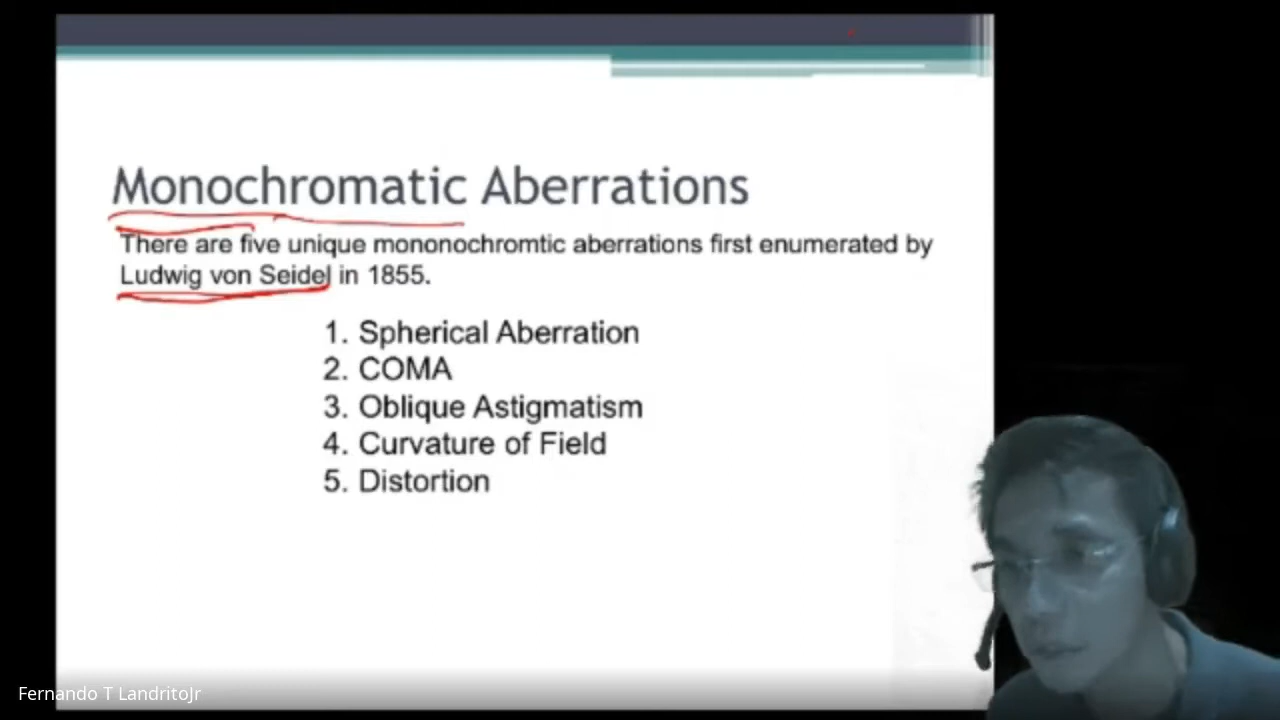 Monochromatic Aberrations
There are five unique mononochromtic aberrations first enumerated by
Ludwig von Seidel in 1855.
1. Spherical Aberration
2. COMA
3. Oblique Astigmatism
4. Curvature of Field
5. Distortion
Fernando T LandritoJr